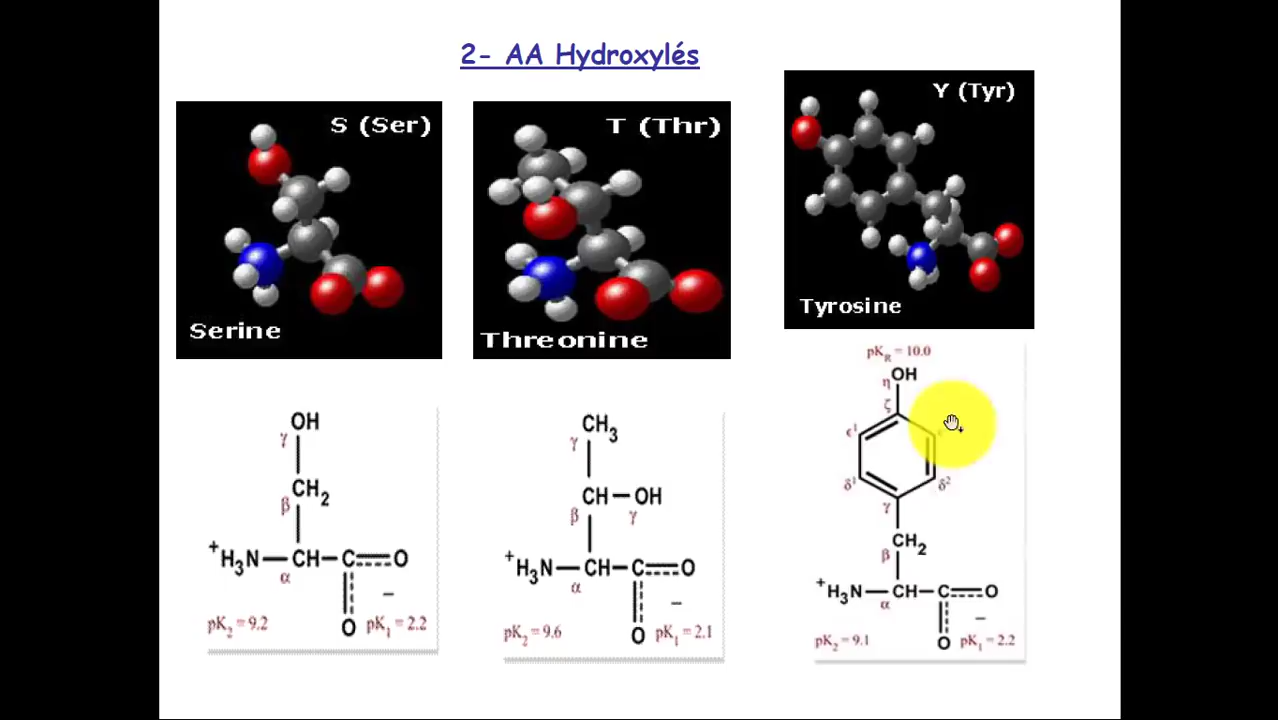 2- AA Hydroxylés
S (Ser)
Serine
T (Thr)
Threonine
Y (Tyr)
Tyrosine
OH
γ
CH2
β
+H3N CH C O
α
−
O
pK2 = 9.2
pK1 = 2.2
CH3
γ
CH OH
β γ
+H3N CH C O
α
−
O
pK2 = 9.6
pK1 = 2.1
pKR = 10.0
OH
η
ζ
ϵ1
δ1 δ2
γ
CH2
β
+H3N CH C O
α
−
O
pK2 = 9.1
pK1 = 2.2